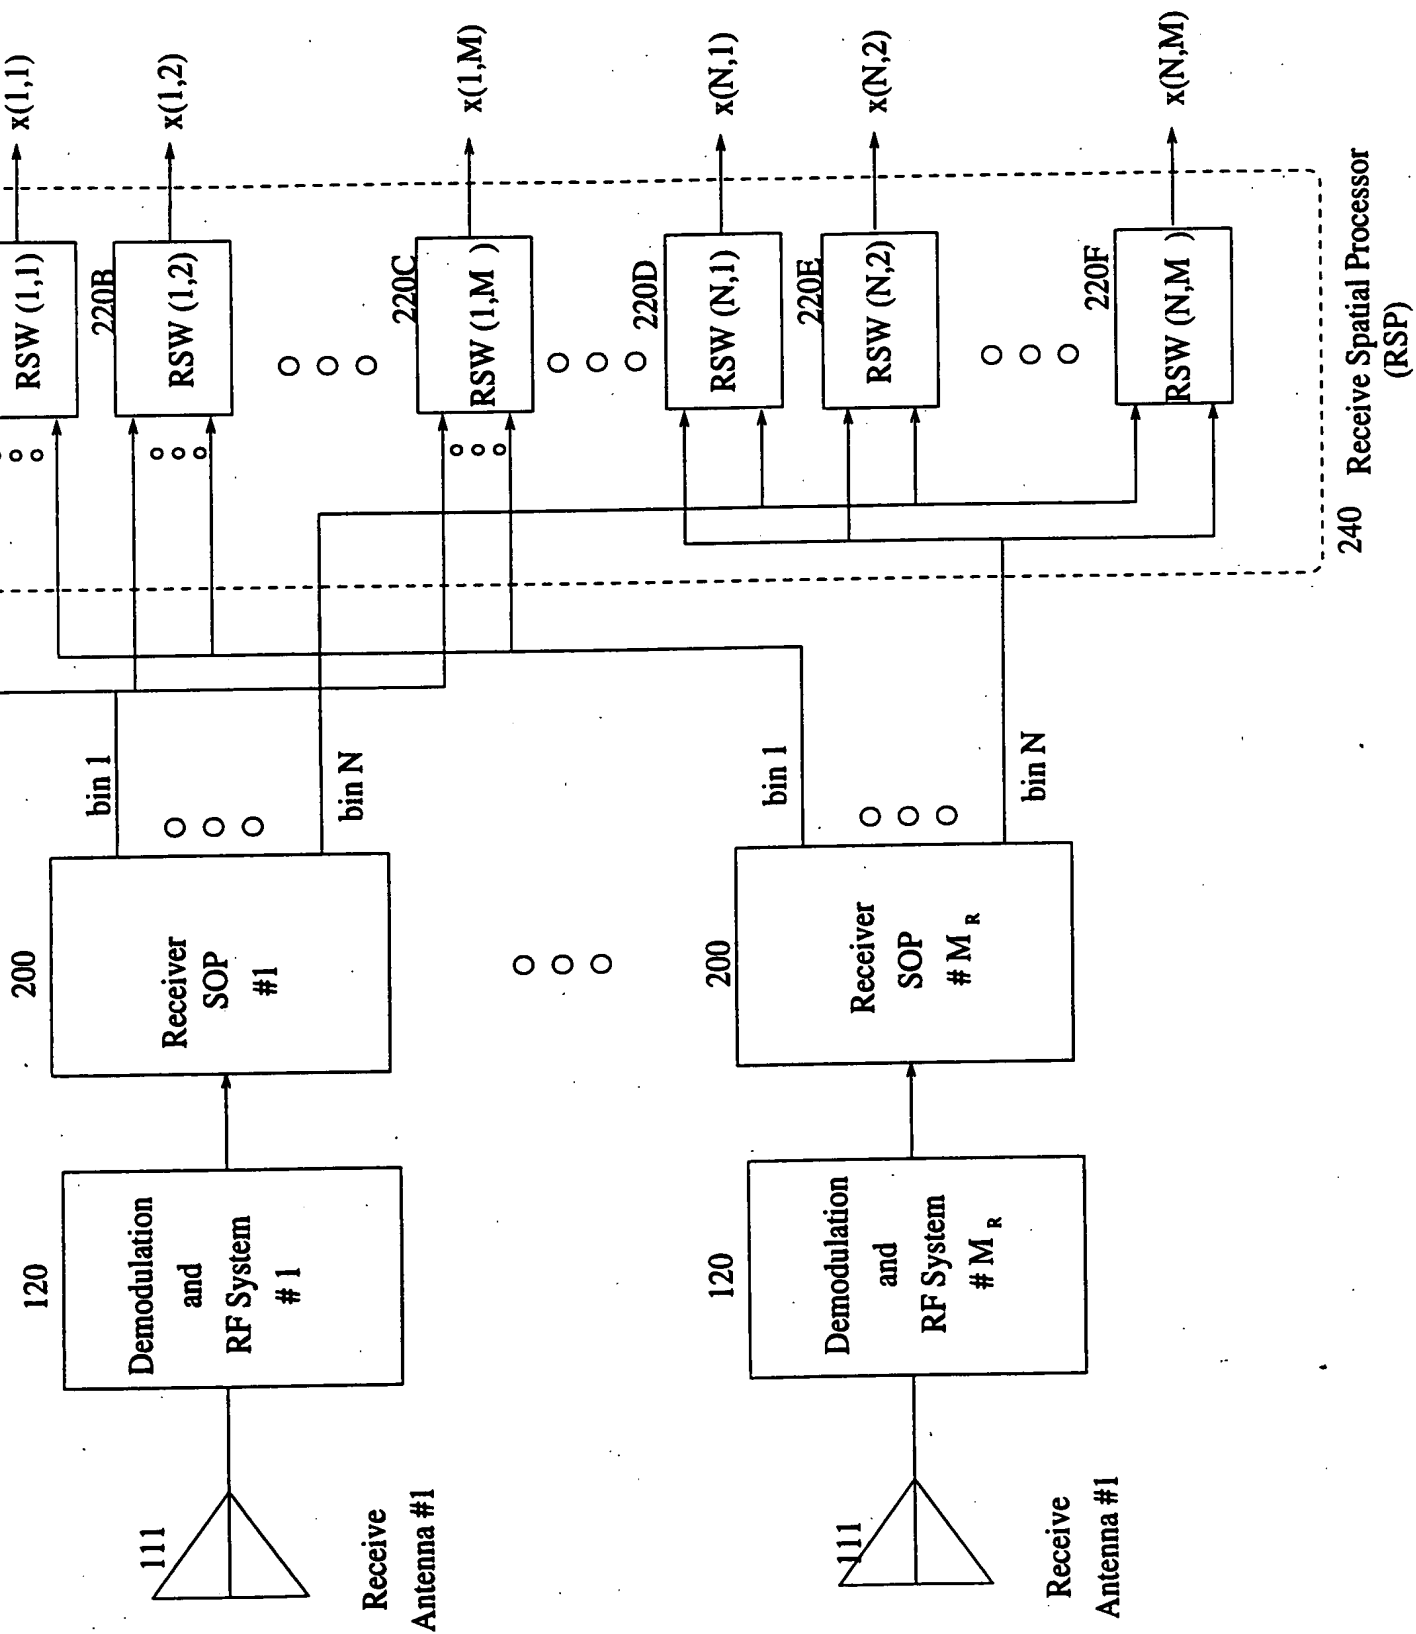 x(1,1)
x(1,2)
x(1,M)
x(N,1)
x(N,2)
x(N,M)
RSW (1,1)
220B
RSW (1,2)
220C
RSW (1,M )
220D
RSW (N,1)
220E
RSW (N,2)
220F
RSW (N,M )
240 Receive Spatial Processor
(RSP)
bin 1
bin N
bin 1
bin N
200
Receiver
SOP
#1
200
Receiver
SOP
# M R
120
Demodulation
and
RF System
# 1
120
Demodulation
and
RF System
# M R
111
Receive
Antenna #1
111
Receive
Antenna #1